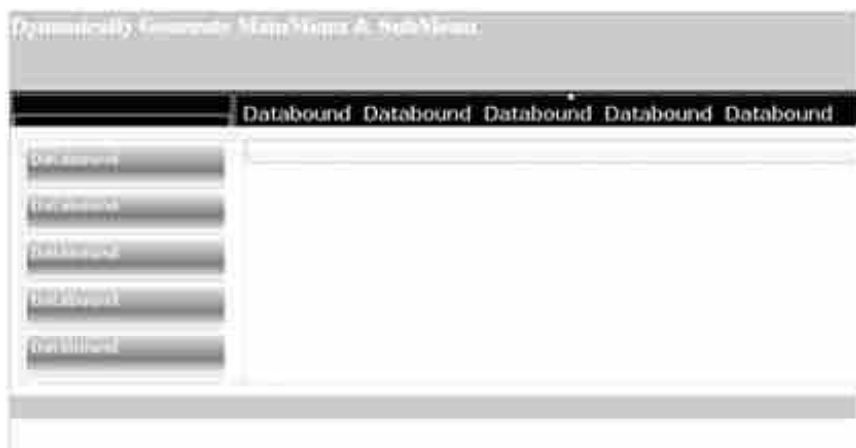 Dynamically Generate MainMenu & SubMenu
Databound Databound Databound Databound Databound
Databound
Databound
Databound
Databound
Databound